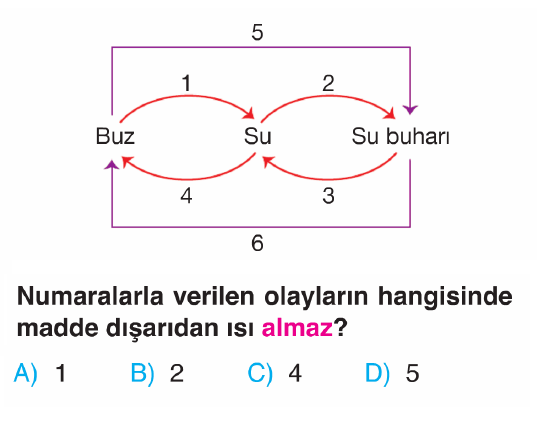 5
1 2
Buz Su Su buharı
4 3
6
Numaralarla verilen olayların hangisinde
madde dışarıdan ısı almaz?
A) 1 B) 2 C) 4 D) 5